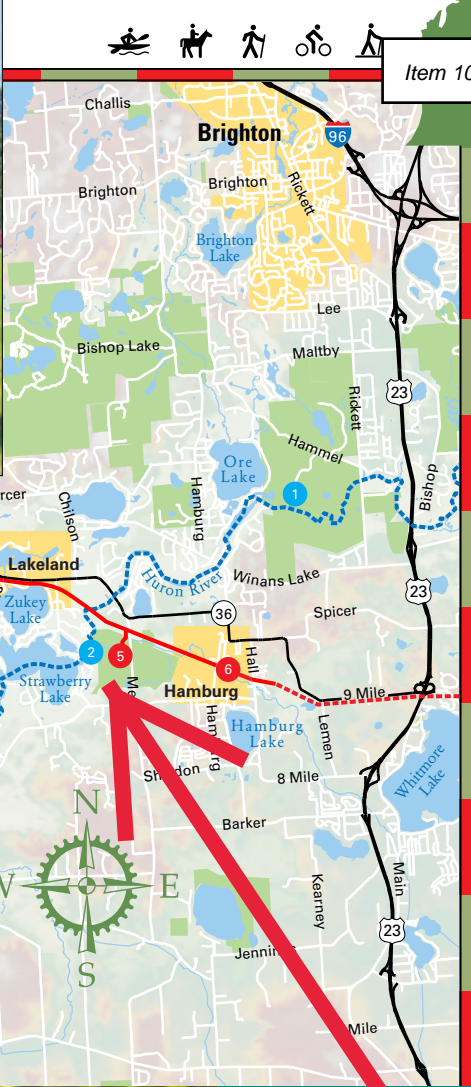 Item 10
Challis
Brighton
96
Brighton
Brighton
Rickett
Brighton
Lake
Lee
Bishop Lake
Maltby
23
Rickett
Hammel
Ore
Lake
Bishop
1
Chilson
Hamburg
Lakeland
Huron River
Winans Lake
23
Zukey
Lake
36
Spicer
2
5
6
Hall
Strawberry
Lake
Hamburg
9 Mile
Hamburg
Lake
Lemen
8 Mile
Whitmore
Lake
N
Barker
W
E
S
Kearney
Main
23
Mile